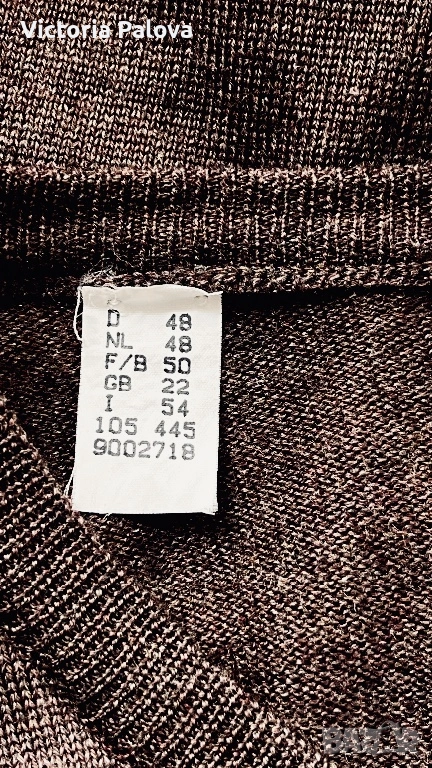 Victoria Palova
D 48
NL 48
F/B 50
GB 22
I 54
105 445
9002718